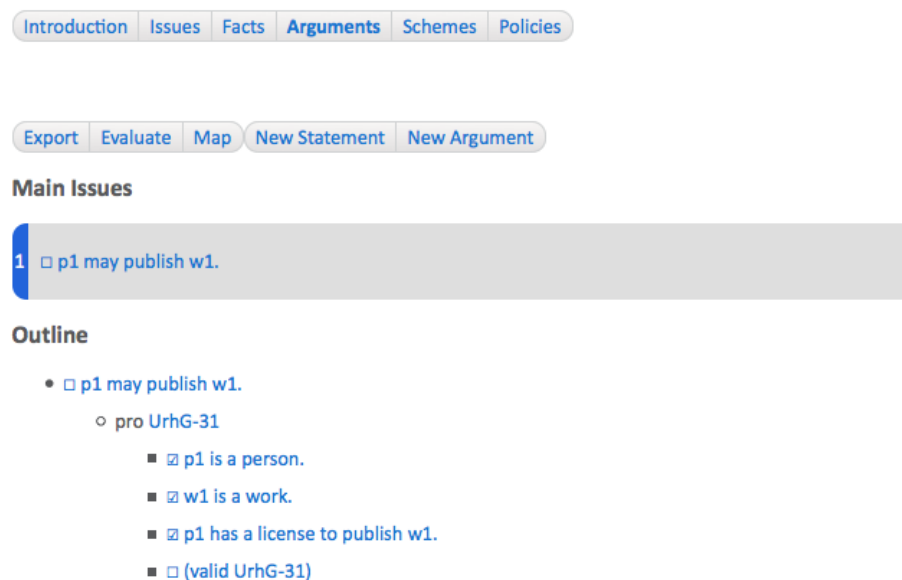 Introduction Issues Facts Arguments Schemes Policies
Export Evaluate Map New Statement New Argument
Main Issues
1 ☐ p1 may publish w1.
Outline
• ☐ p1 may publish w1.
○ pro UrhG-31
■ ☑ p1 is a person.
■ ☑ w1 is a work.
■ ☑ p1 has a license to publish w1.
■ ☐ (valid UrhG-31)